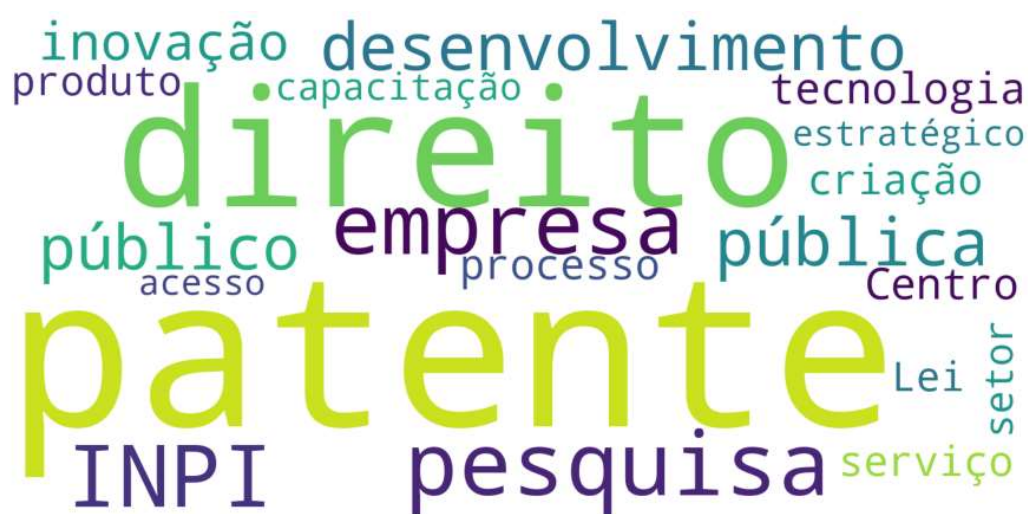 inovação
desenvolvimento
produto
capacitação
tecnologia
direito
estratégico
criação
empresa
público
pública
processo
acesso
Centro
patente
Lei
setor
INPI
pesquisa
serviço